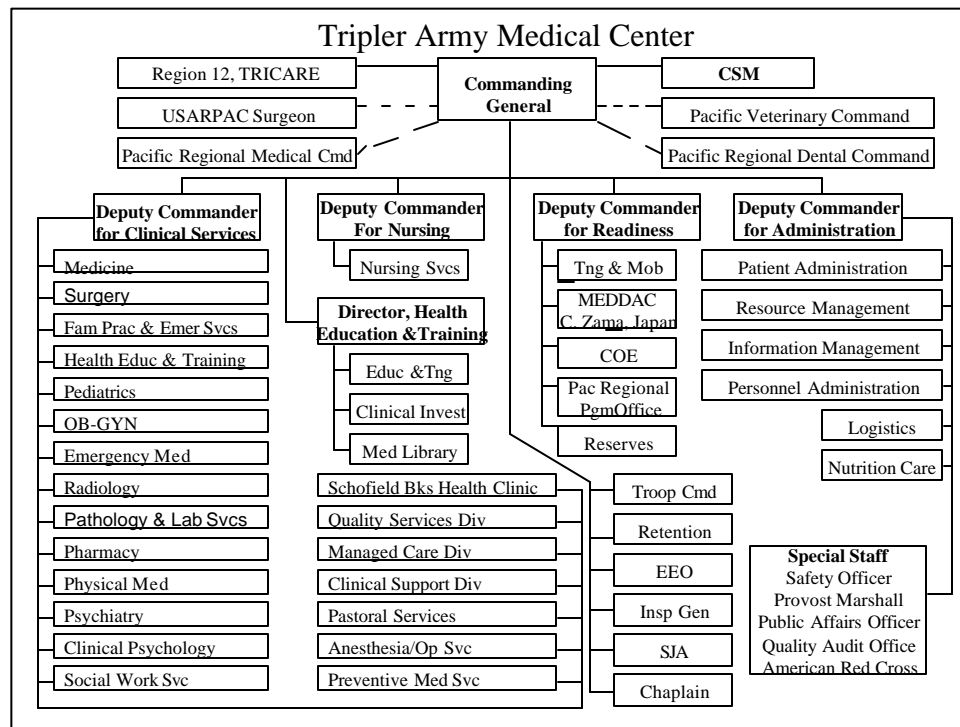 Tripler Army Medical Center
Region 12, TRICARE
Commanding
General
CSM
USARPAC Surgeon
Pacific Veterinary Command
Pacific Regional Medical Cmd
Pacific Regional Dental Command
Deputy Commander
for Clinical Services
Medicine
Surgery
Fam Prac & Emer Svcs
Health Educ & Training
Pediatrics
OB-GYN
Emergency Med
Radiology
Pathology & Lab Svcs
Pharmacy
Physical Med
Psychiatry
Clinical Psychology
Social Work Svc
Deputy Commander
For Nursing
Nursing Svcs
Director, Health
Education &Training
Educ &Tng
Clinical Invest
Med Library
Schofield Bks Health Clinic
Quality Services Div
Managed Care Div
Clinical Support Div
Pastoral Services
Anesthesia/Op Svc
Preventive Med Svc
Deputy Commander
for Readiness
Tng & Mob
MEDDAC
C. Zama, Japan
COE
Pac Regional
PgmOffice
Reserves
Troop Cmd
Retention
EEO
Insp Gen
SJA
Chaplain
Deputy Commander
for Administration
Patient Administration
Resource Management
Information Management
Personnel Administration
Logistics
Nutrition Care
Special Staff
Safety Officer
Provost Marshall
Public Affairs Officer
Quality Audit Office
American Red Cross